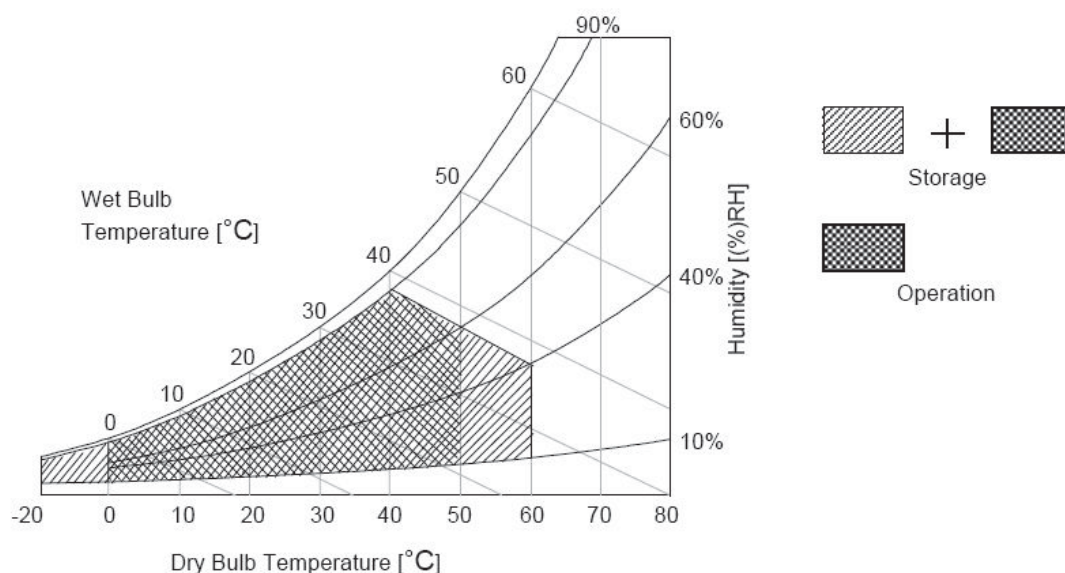 90%
60
60%
50
40
40%
30
20
10
0
10%
Wet Bulb
Temperature [°C]
Humidity [(%)RH]
-20 0 10 20 30 40 50 60 70 80
Dry Bulb Temperature [°C]
+
Storage
Operation